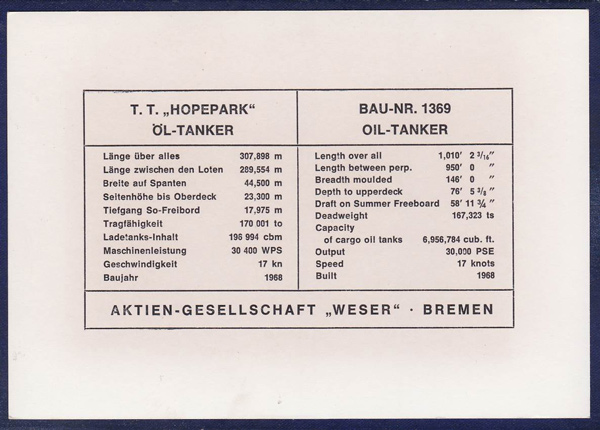 T. T. „HOPEPARK“
ÖL-TANKER
Länge über alles 307,898 m
Länge zwischen den Loten 289,554 m
Breite auf Spanten 44,500 m
Seitenhöhe bis Oberdeck 23,300 m
Tiefgang So-Freibord 17,975 m
Tragfähigkeit 170 001 to
Ladetanks-Inhalt 196 994 cbm
Maschinenleistung 30 400 WPS
Geschwindigkeit 17 kn
Baujahr 1968
BAU-NR. 1369
OIL-TANKER
Length over all 1,010′ 2 3/16″
Length between perp. 950′ 0 ″
Breadth moulded 146′ 0 ″
Depth to upperdeck 76′ 5 3/8 ″
Draft on Summer Freeboard 58′ 11 3/4 ″
Deadweight 167,323 ts
Capacity
of cargo oil tanks 6,956,784 cub. ft.
Output 30,000 PSE
Speed 17 knots
Built 1968
AKTIEN-GESELLSCHAFT „WESER“ · BREMEN